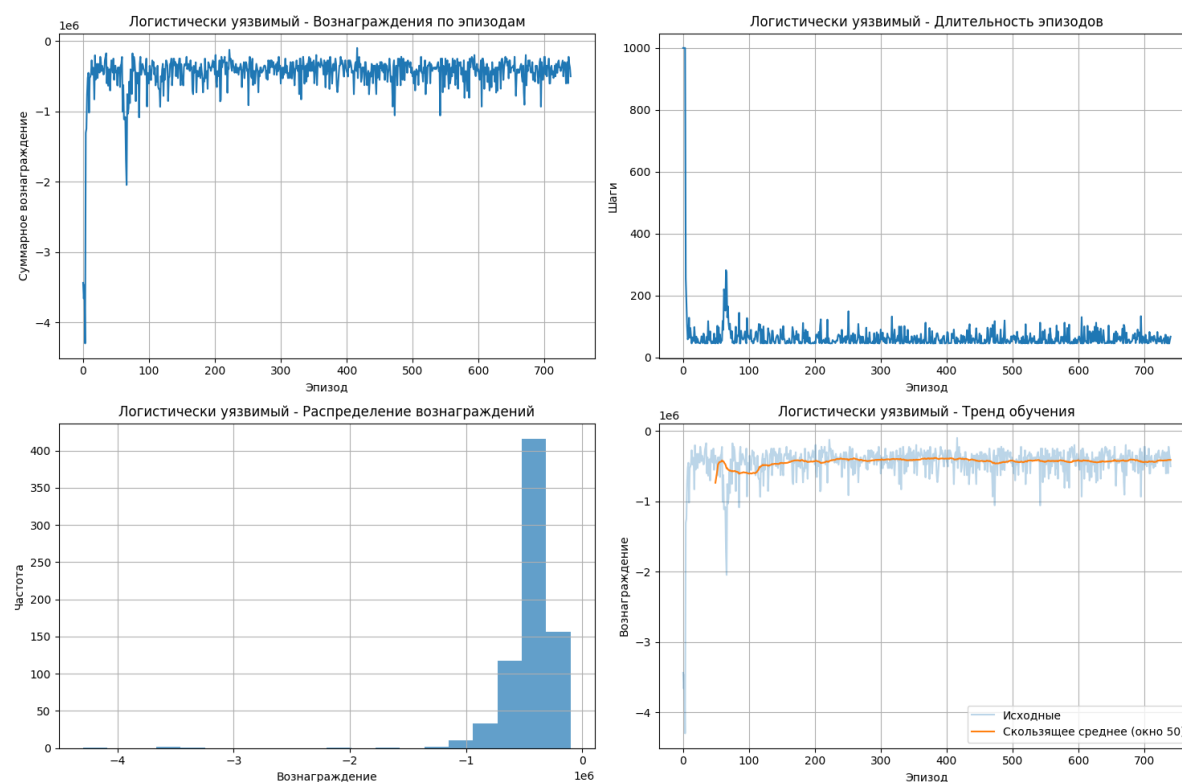 Логистически уязвимый - Вознаграждения по эпизодам
1e6
0
−1
−2
−3
−4
Суммарное вознаграждение
0 100 200 300 400 500 600 700
Эпизод
Логистически уязвимый - Длительность эпизодов
1000
800
600
400
200
0
Шаги
0 100 200 300 400 500 600 700
Эпизод
Логистически уязвимый - Распределение вознаграждений
400
350
300
250
200
150
100
50
0
Частота
−4 −3 −2 −1 0
1e6
Вознаграждение
Логистически уязвимый - Тренд обучения
1e6
0
−1
−2
−3
−4
Вознаграждение
Исходные
Скользящее среднее (окно 50)
0 100 200 300 400 500 600 700
Эпизод